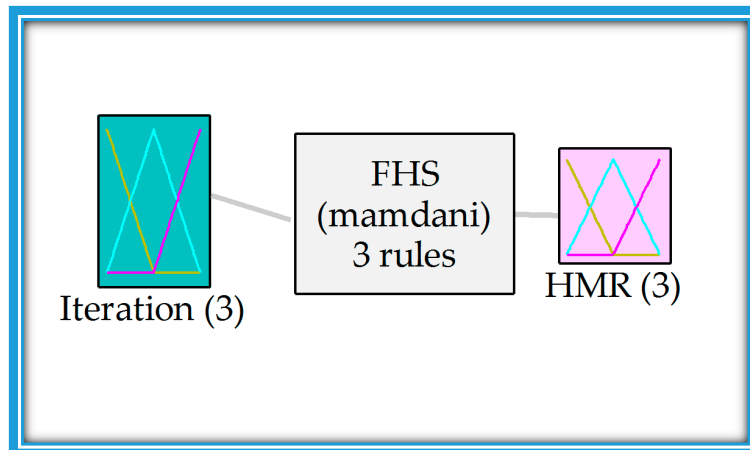 FHS
(mamdani)
3 rules
Iteration (3)
HMR (3)